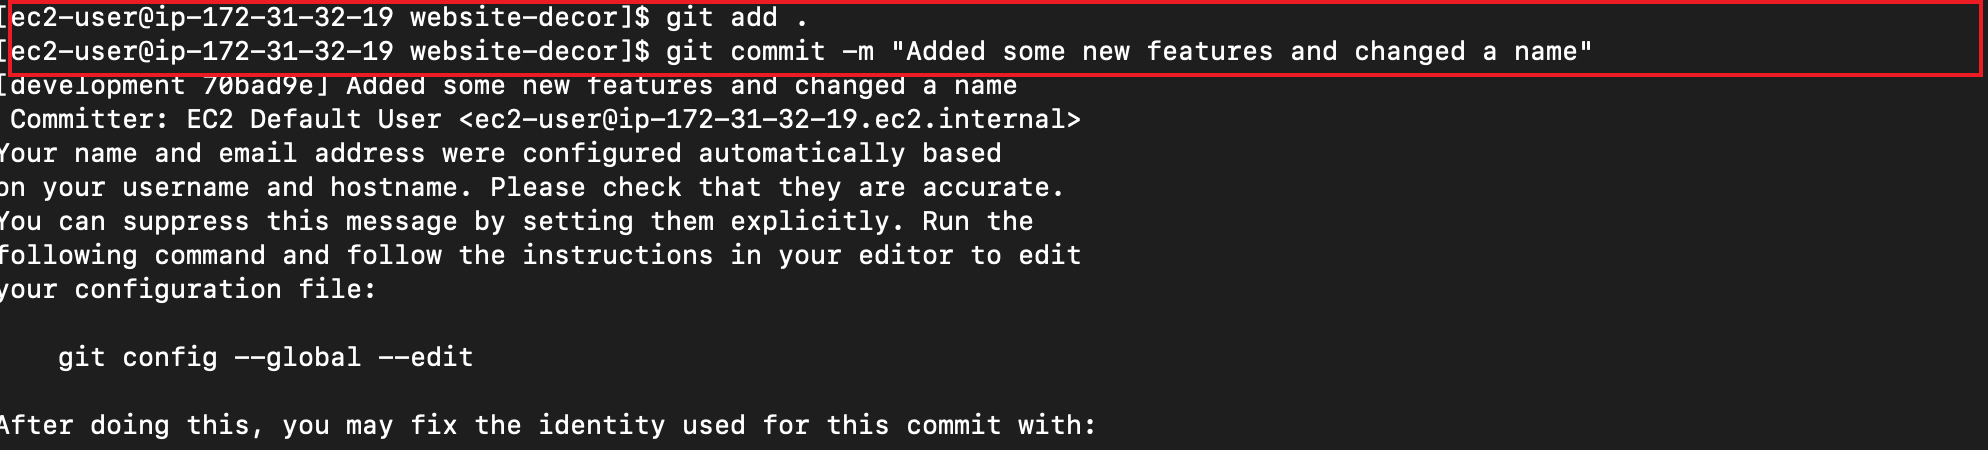 [ec2-user@ip-172-31-32-19 website-decor]$ git add .
[ec2-user@ip-172-31-32-19 website-decor]$ git commit -m "Added some new features and changed a name"
[development 70bad9e] Added some new features and changed a name
Committer: EC2 Default User <ec2-user@ip-172-31-32-19.ec2.internal>
Your name and email address were configured automatically based
on your username and hostname. Please check that they are accurate.
You can suppress this message by setting them explicitly. Run the
following command and follow the instructions in your editor to edit
your configuration file:
git config --global --edit
After doing this, you may fix the identity used for this commit with: